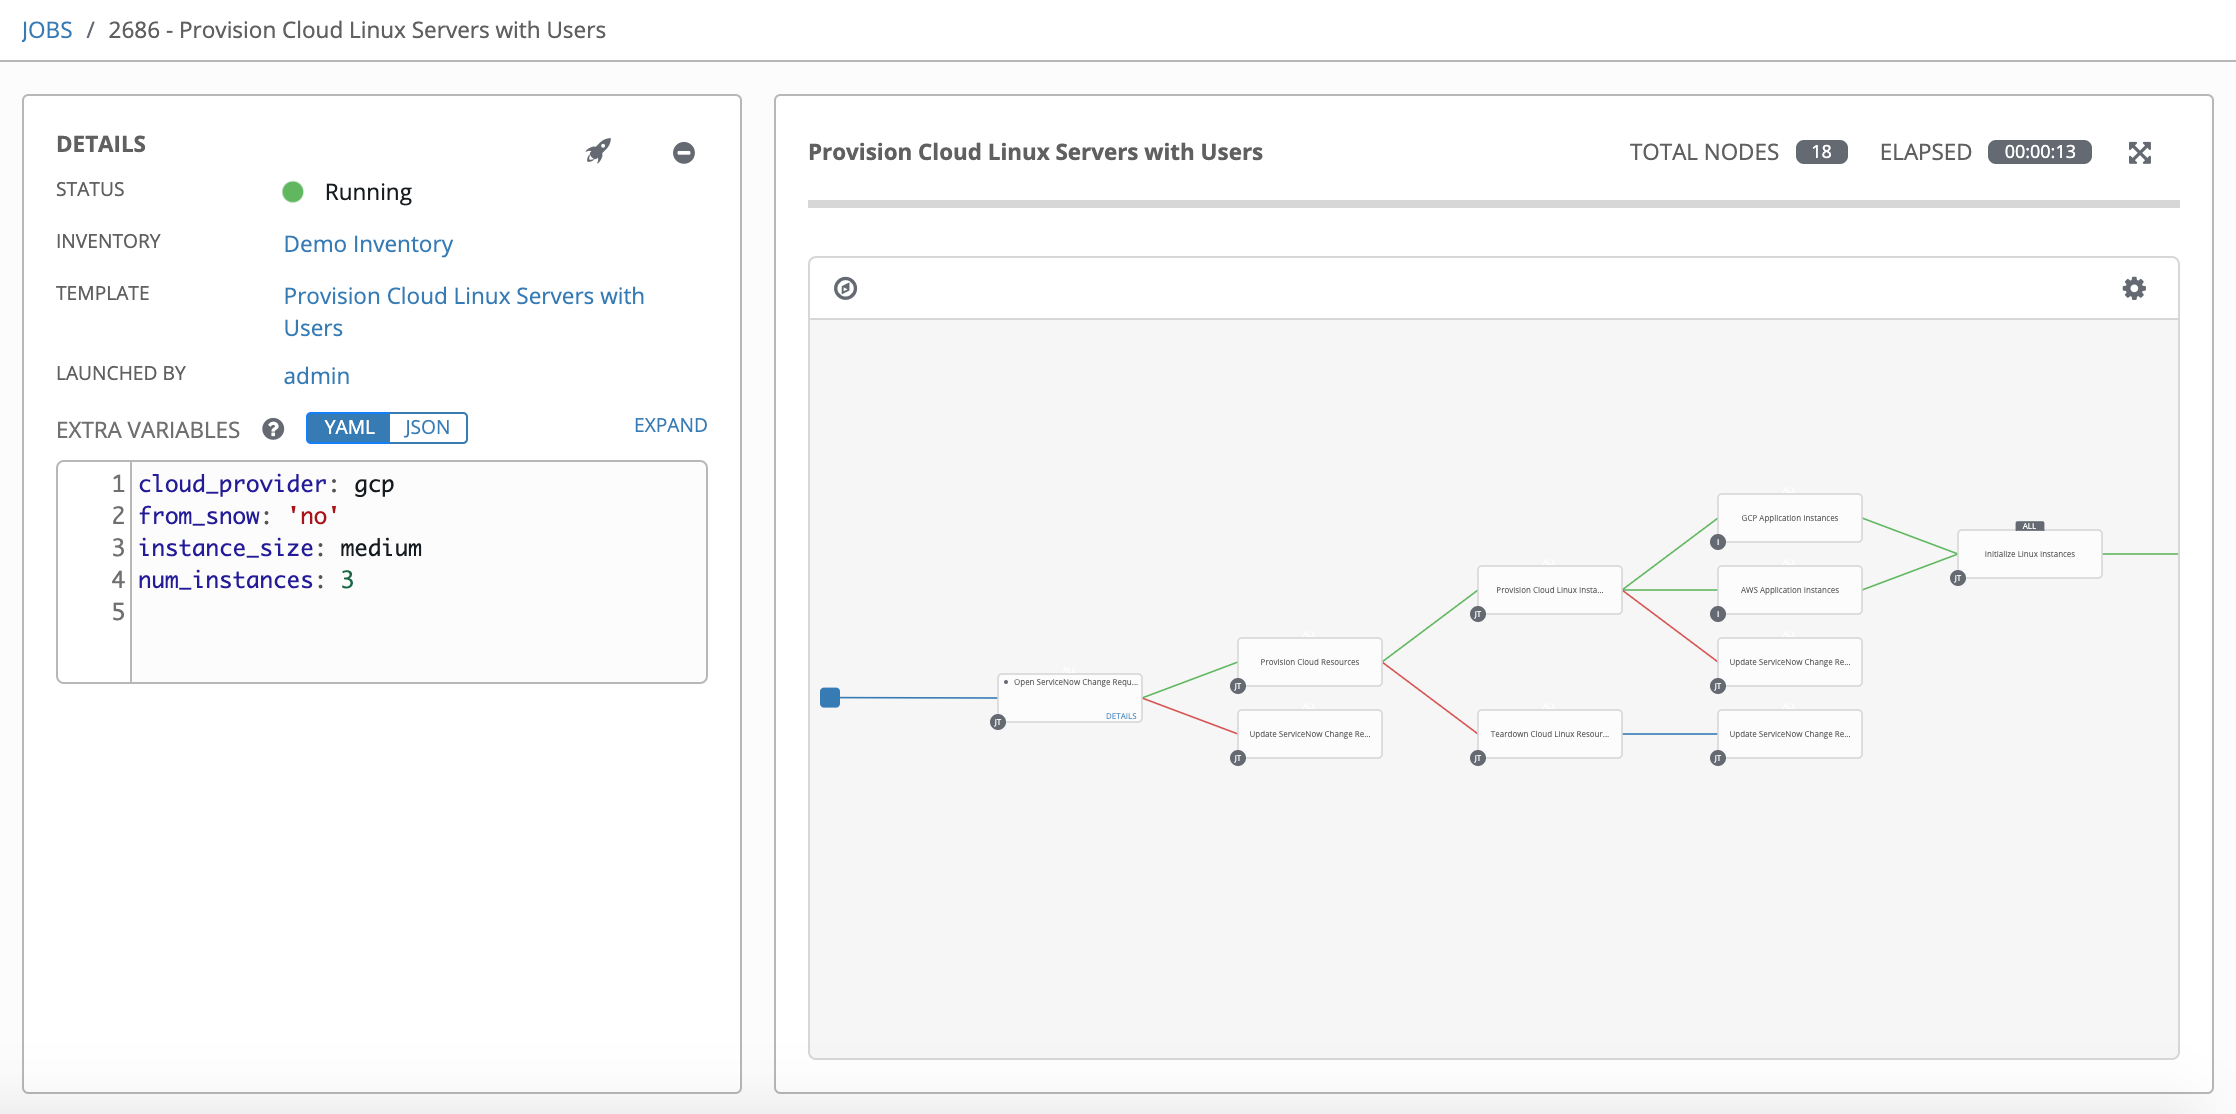 JOBS / 2686 - Provision Cloud Linux Servers with Users
DETAILS
STATUS Running
INVENTORY Demo Inventory
TEMPLATE Provision Cloud Linux Servers with
Users
LAUNCHED BY admin
EXTRA VARIABLES ? YAML JSON EXPAND
1 cloud_provider: gcp
2 from_snow: 'no'
3 instance_size: medium
4 num_instances: 3
5
Provision Cloud Linux Servers with Users TOTAL NODES 18 ELAPSED 00:00:13
Open ServiceNow Change Requ...
DETAILS
JT
Provision Cloud Resources
JT
Update ServiceNow Change Re...
JT
Provision Cloud Linux Insta...
JT
Teardown Cloud Linux Resour...
JT
GCP Application Instances
I
AWS Application Instances
I
Update ServiceNow Change Re...
JT
Update ServiceNow Change Re...
JT
ALL
Initialize Linux Instances
JT